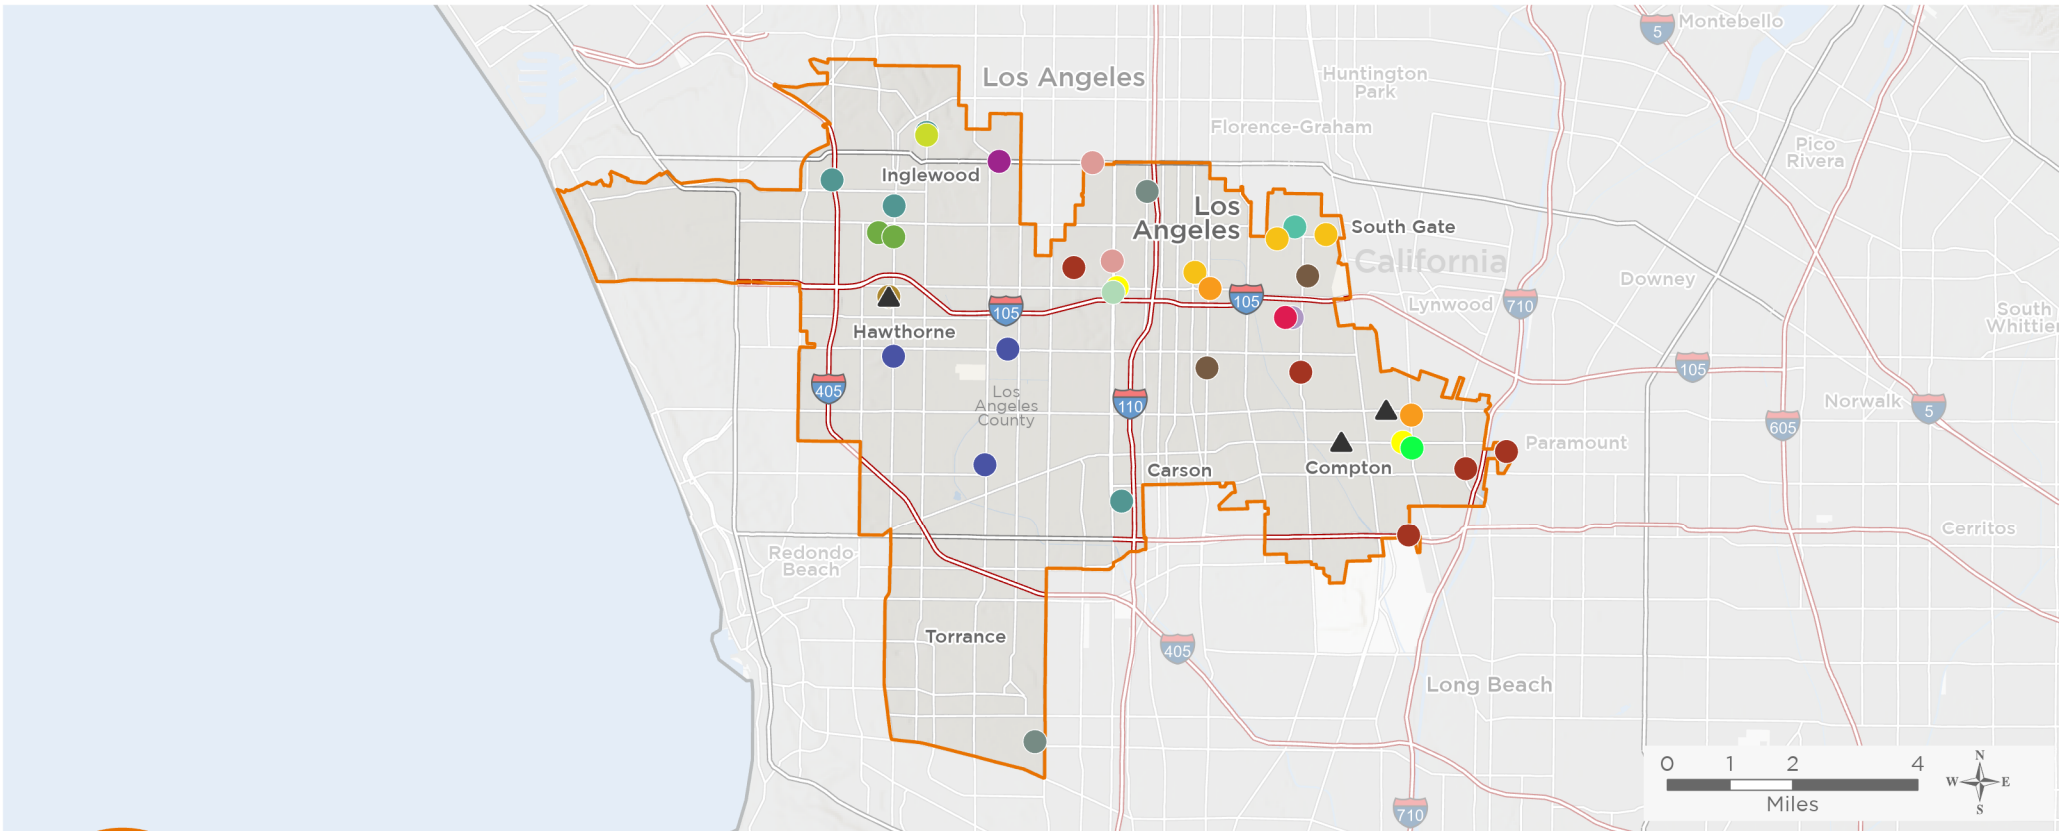 5
Montebello
Los Angeles
Huntington
Park
Florence-Graham
Pico
Rivera
Inglewood
Los
Angeles
South Gate
California
Downey
Lynwood
710
105
105
South
Whittier
Hawthorne
405
Los
Angeles
County
110
105
Norwalk
5
605
Paramount
Carson
Compton
Redondo
Beach
Cerritos
Torrance
405
Long Beach
710
0 1 2 4
Miles
N
W E
S